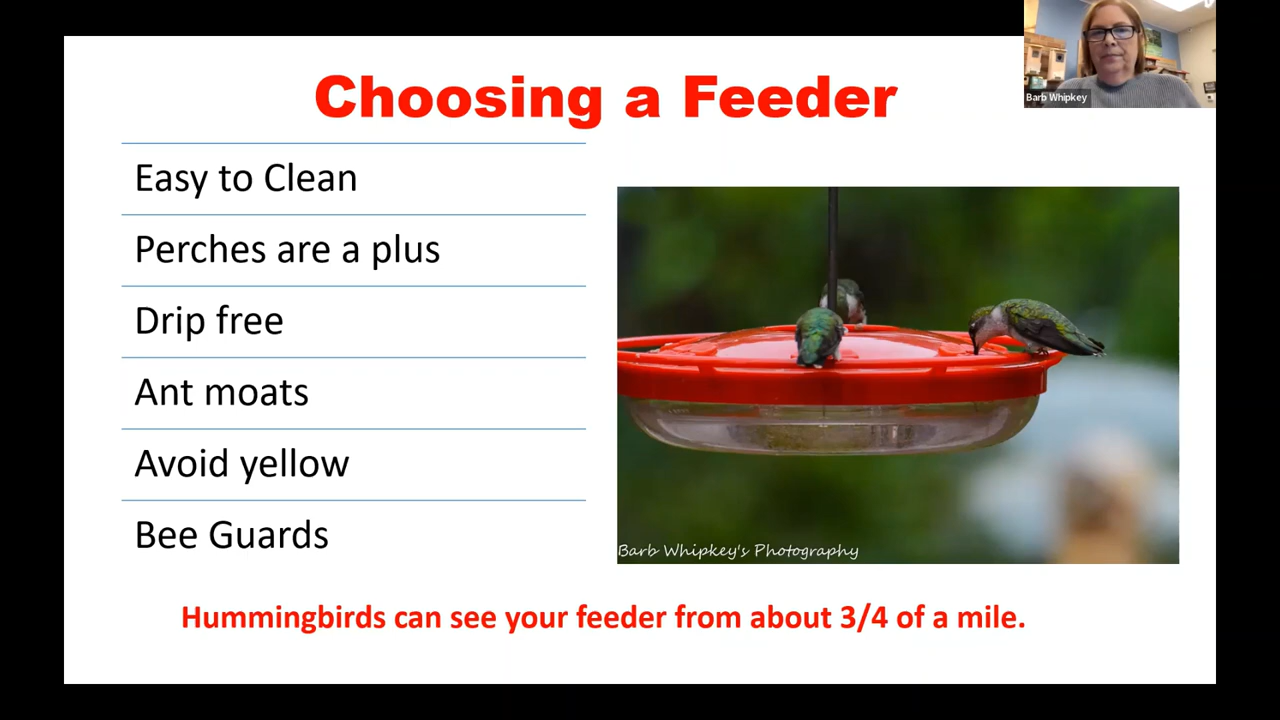 Choosing a Feeder
Barb Whipkey
Easy to Clean
Perches are a plus
Drip free
Ant moats
Avoid yellow
Bee Guards
Barb Whipkey's Photography
Hummingbirds can see your feeder from about 3/4 of a mile.